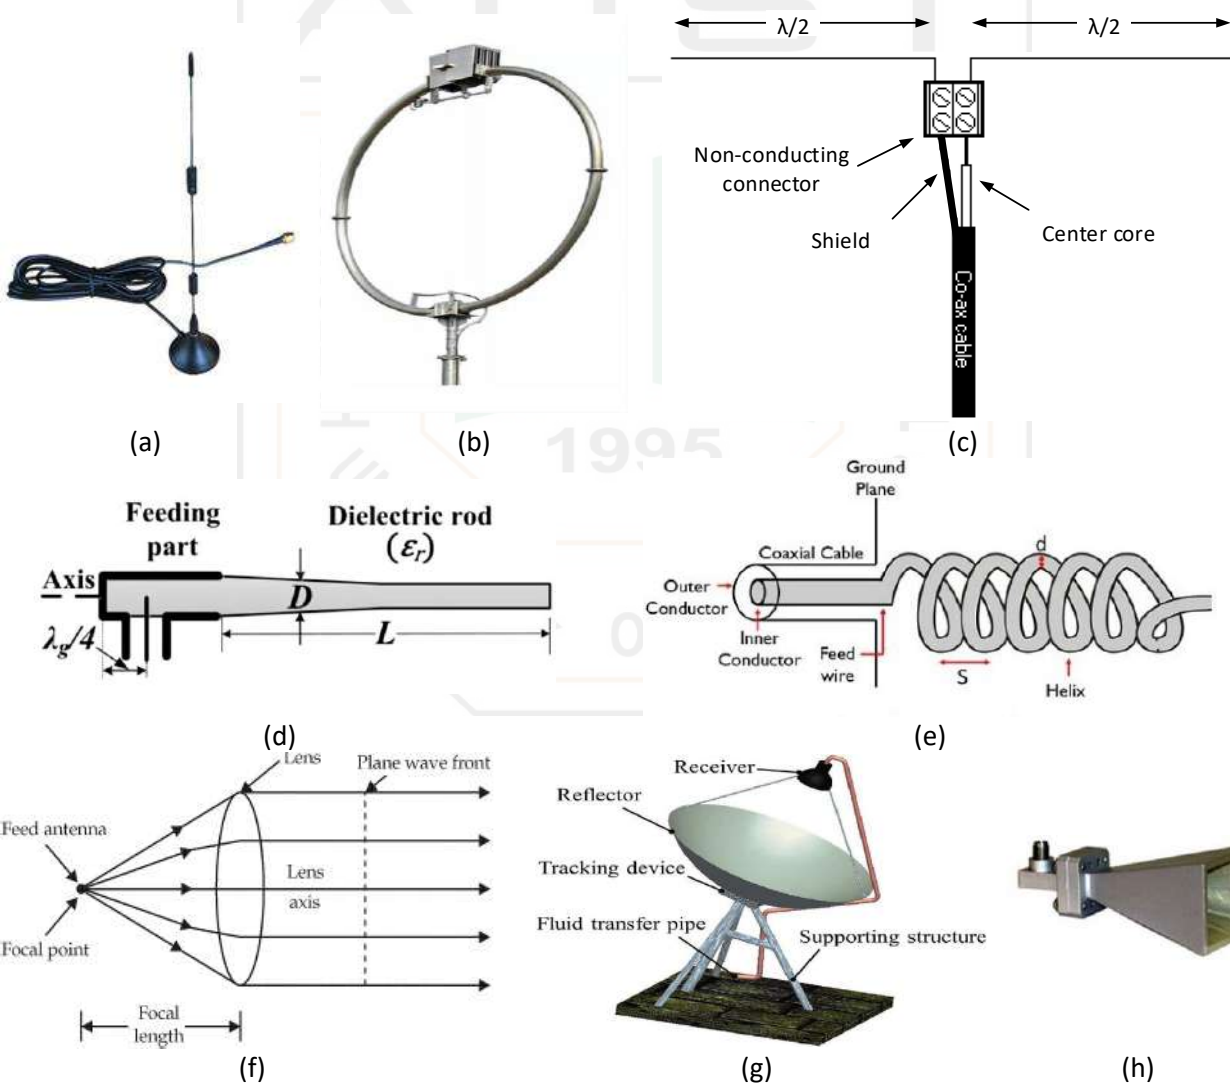 λ/2
λ/2
Non-conducting
connector
Shield
Center core
Co-ax cable
(a)
(b)
(c)
1995
Feeding
part
Dielectric rod
(εr)
Axis
D
λg/4
L
Ground
Plane
Coaxial Cable
d
Outer
Conductor
Inner
Conductor
Feed
wire
S
Helix
(d)
(e)
Lens
Plane wave front
Feed antenna
Lens
axis
Focal point
Focal
length
Receiver
Reflector
Tracking device
Fluid transfer pipe
Supporting structure
(f)
(g)
(h)